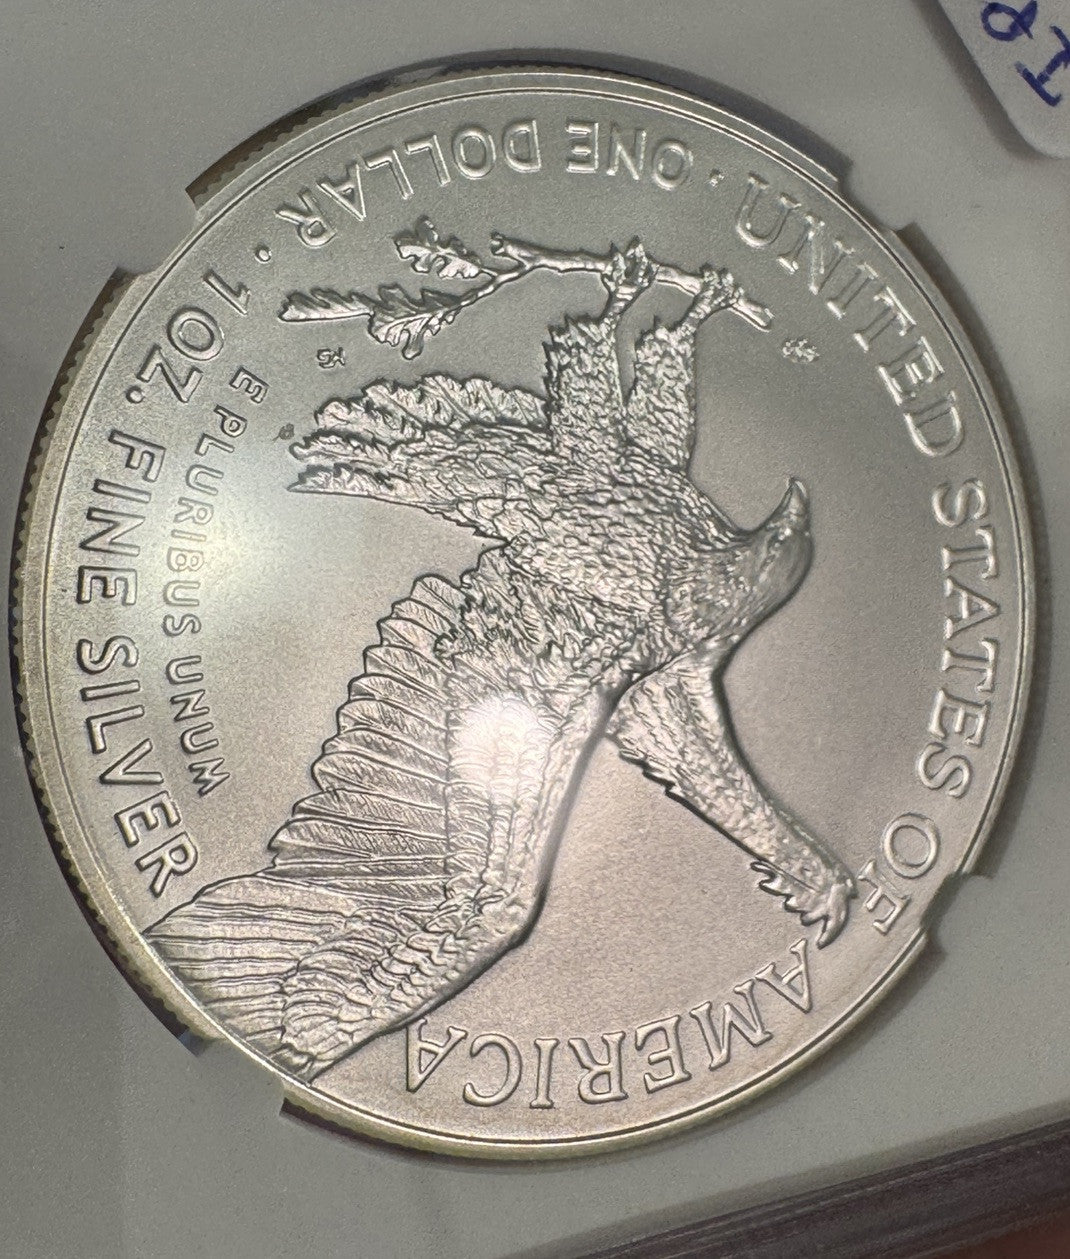 UNITED STATES OF AMERICA
E PLURIBUS UNUM
1 OZ. FINE SILVER · ONE DOLLAR ·